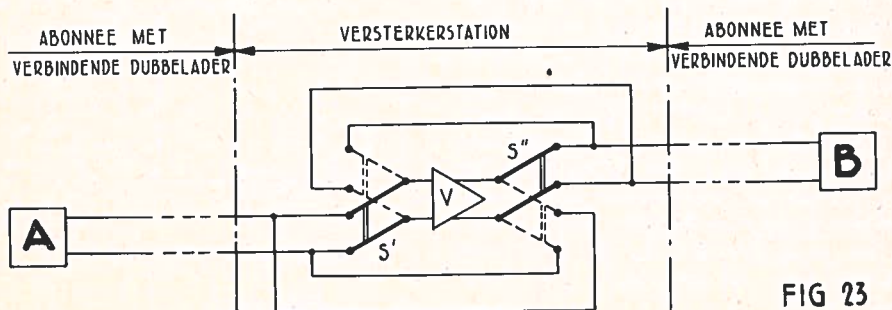 ABONNEE MET
VERBINDENDE DUBBELADER
VERSTERKERSTATION
ABONNEE MET
VERBINDENDE DUBBELADER
S"
V
B
A
S'
FIG 23